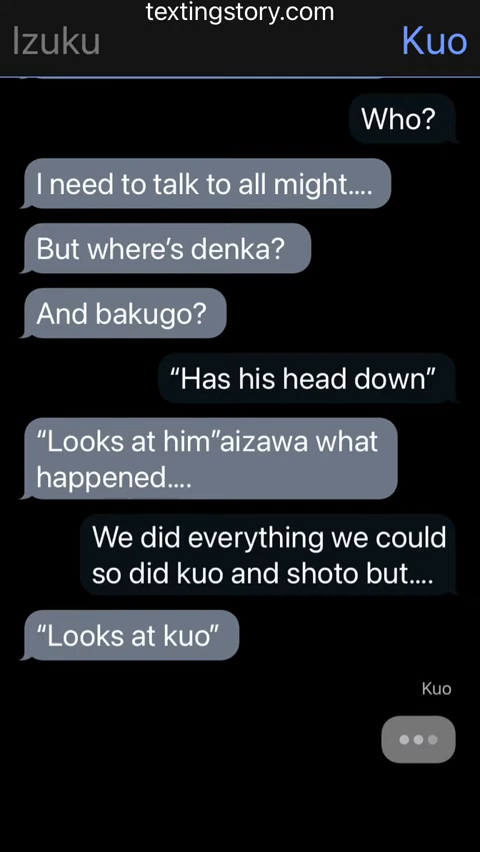 textingstory.com
Izuku
Kuo
Who?
I need to talk to all might....
But where’s denka?
And bakugo?
“Has his head down”
“Looks at him”aizawa what
happened....
We did everything we could
so did kuo and shoto but....
“Looks at kuo”
Kuo